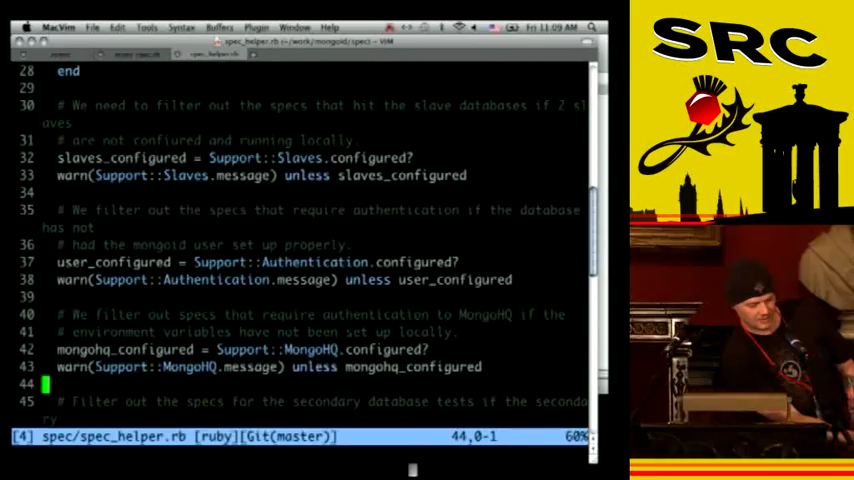 MacVim File Edit Tools Syntax Buffers Plugin Window Help Fri 11:09 AM
spec_helper.rb (~/work/mongoid/spec) - VIM
spec_helper.rb
28 end
29
30 # We need to filter out the specs that hit the slave databases if 2 sl
aves
31 # are not confiured and running locally.
32 slaves_configured = Support::Slaves.configured?
33 warn(Support::Slaves.message) unless slaves_configured
34
35 # We filter out the specs that require authentication if the database
has not
36 # had the mongoid user set up properly.
37 user_configured = Support::Authentication.configured?
38 warn(Support::Authentication.message) unless user_configured
39
40 # We filter out specs that require authentication to MongoHQ if the
41 # environment variables have not been set up locally.
42 mongohq_configured = Support::MongoHQ.configured?
43 warn(Support::MongoHQ.message) unless mongohq_configured
44
45 # Filter out the specs for the secondary database tests if the seconda
ry
[4] spec/spec_helper.rb [ruby][Git(master)] 44,0-1 60%
SRC